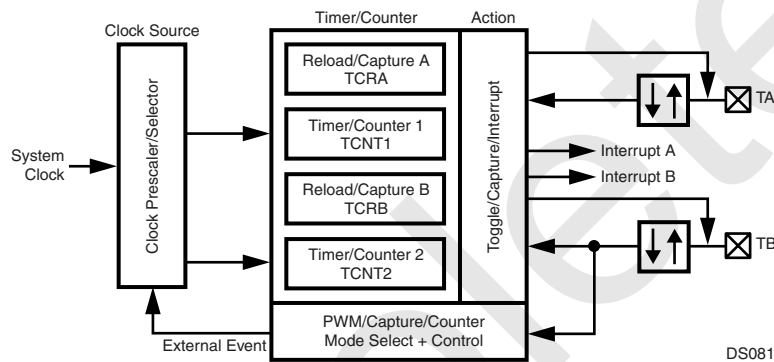 Timer/Counter
Action
Clock Source
Reload/Capture A
TCRA
TA
Clock Prescaler/Selector
Timer/Counter 1
TCNT1
Toggle/Capture/Interrupt
System
Clock
Interrupt A
Interrupt B
Reload/Capture B
TCRB
Timer/Counter 2
TCNT2
TB
PWM/Capture/Counter
Mode Select + Control
External Event
DS081